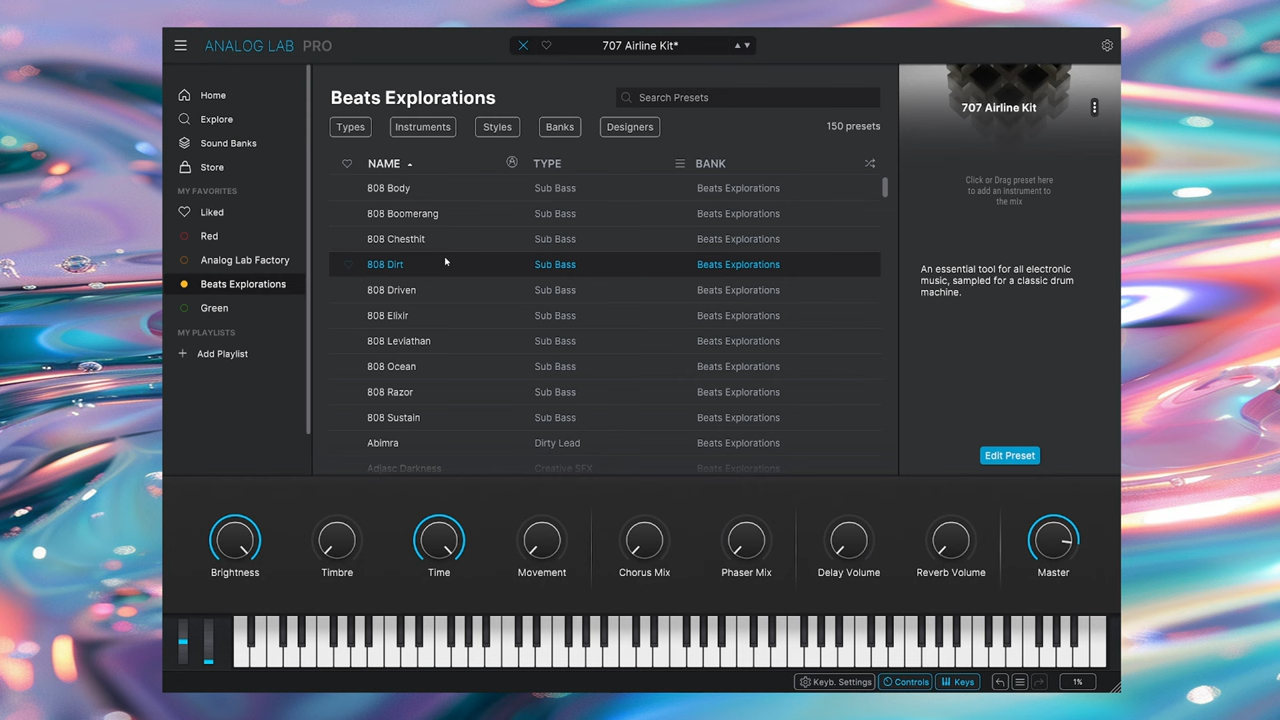 ANALOG LAB PRO
707 Airline Kit*
Home
Explore
Sound Banks
Store
MY FAVORITES
Liked
Red
Analog Lab Factory
Beats Explorations
Green
MY PLAYLISTS
Add Playlist
Beats Explorations
Search Presets
Types Instruments Styles Banks Designers
150 presets
NAME TYPE BANK
808 Body Sub Bass Beats Explorations
808 Boomerang Sub Bass Beats Explorations
808 Chesthit Sub Bass Beats Explorations
808 Dirt Sub Bass Beats Explorations
808 Driven Sub Bass Beats Explorations
808 Elixir Sub Bass Beats Explorations
808 Leviathan Sub Bass Beats Explorations
808 Ocean Sub Bass Beats Explorations
808 Razor Sub Bass Beats Explorations
808 Sustain Sub Bass Beats Explorations
Abimra Dirty Lead Beats Explorations
Adjasc Darkness Creative SFX Beats Explorations
707 Airline Kit
Click or Drag preset here
to add an instrument to
the mix
An essential tool for all electronic
music, sampled for a classic drum
machine.
Edit Preset
Brightness Timbre Time Movement Chorus Mix Phaser Mix Delay Volume Reverb Volume Master
Keyb. Settings Controls Keys 1%